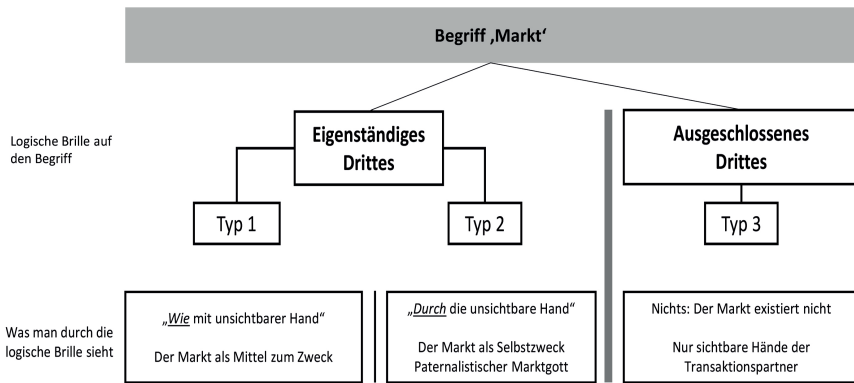 Begriff ‚Markt‘
Logische Brille auf
den Begriff
Eigenständiges
Drittes
Ausgeschlossenes
Drittes
Typ 1
Typ 2
Typ 3
Was man durch die
logische Brille sieht
„Wie mit unsichtbarer Hand“
Der Markt als Mittel zum Zweck
„Durch die unsichtbare Hand“
Der Markt als Selbstzweck
Paternalistischer Marktgott
Nichts: Der Markt existiert nicht
Nur sichtbare Hände der
Transaktionspartner